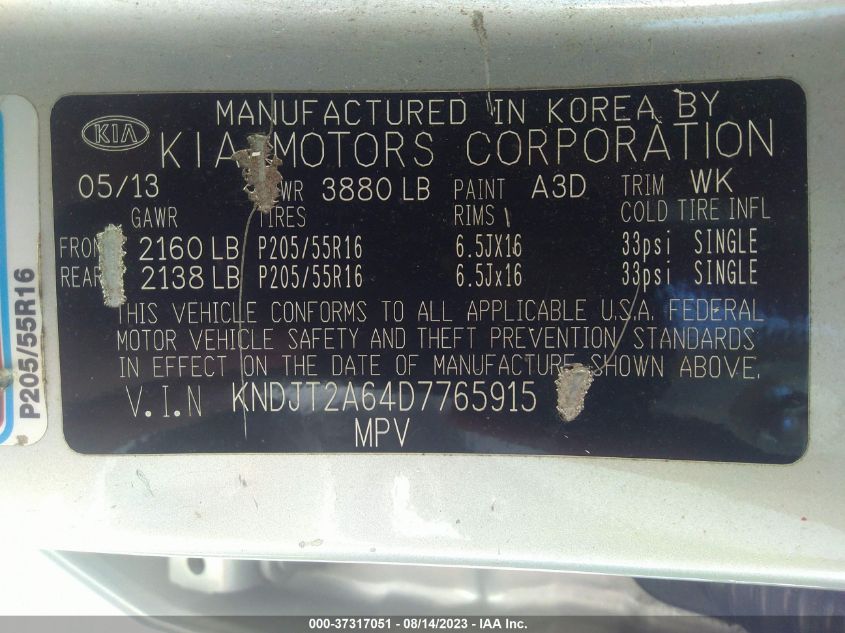 MANUFACTURED IN KOREA BY
KIA
KIA MOTORS CORPORATION
05/13 WR 3880 LB PAINT A3D TRIM WK
GAWR TIRES RIMS COLD TIRE INFL
FRON 2160 LB P205/55R16 6.5JX16 33psi SINGLE
REAR 2138 LB P205/55R16 6.5Jx16 33psi SINGLE
THIS VEHICLE CONFORMS TO ALL APPLICABLE U.S.A. FEDERAL
MOTOR VEHICLE SAFETY AND THEFT PREVENTION STANDARDS
IN EFFECT ON THE DATE OF MANUFACTURE SHOWN ABOVE.
V.I.N KNDJT2A64D7765915
MPV
P205/55R16
000-37317051 - 08/14/2023 - IAA Inc.